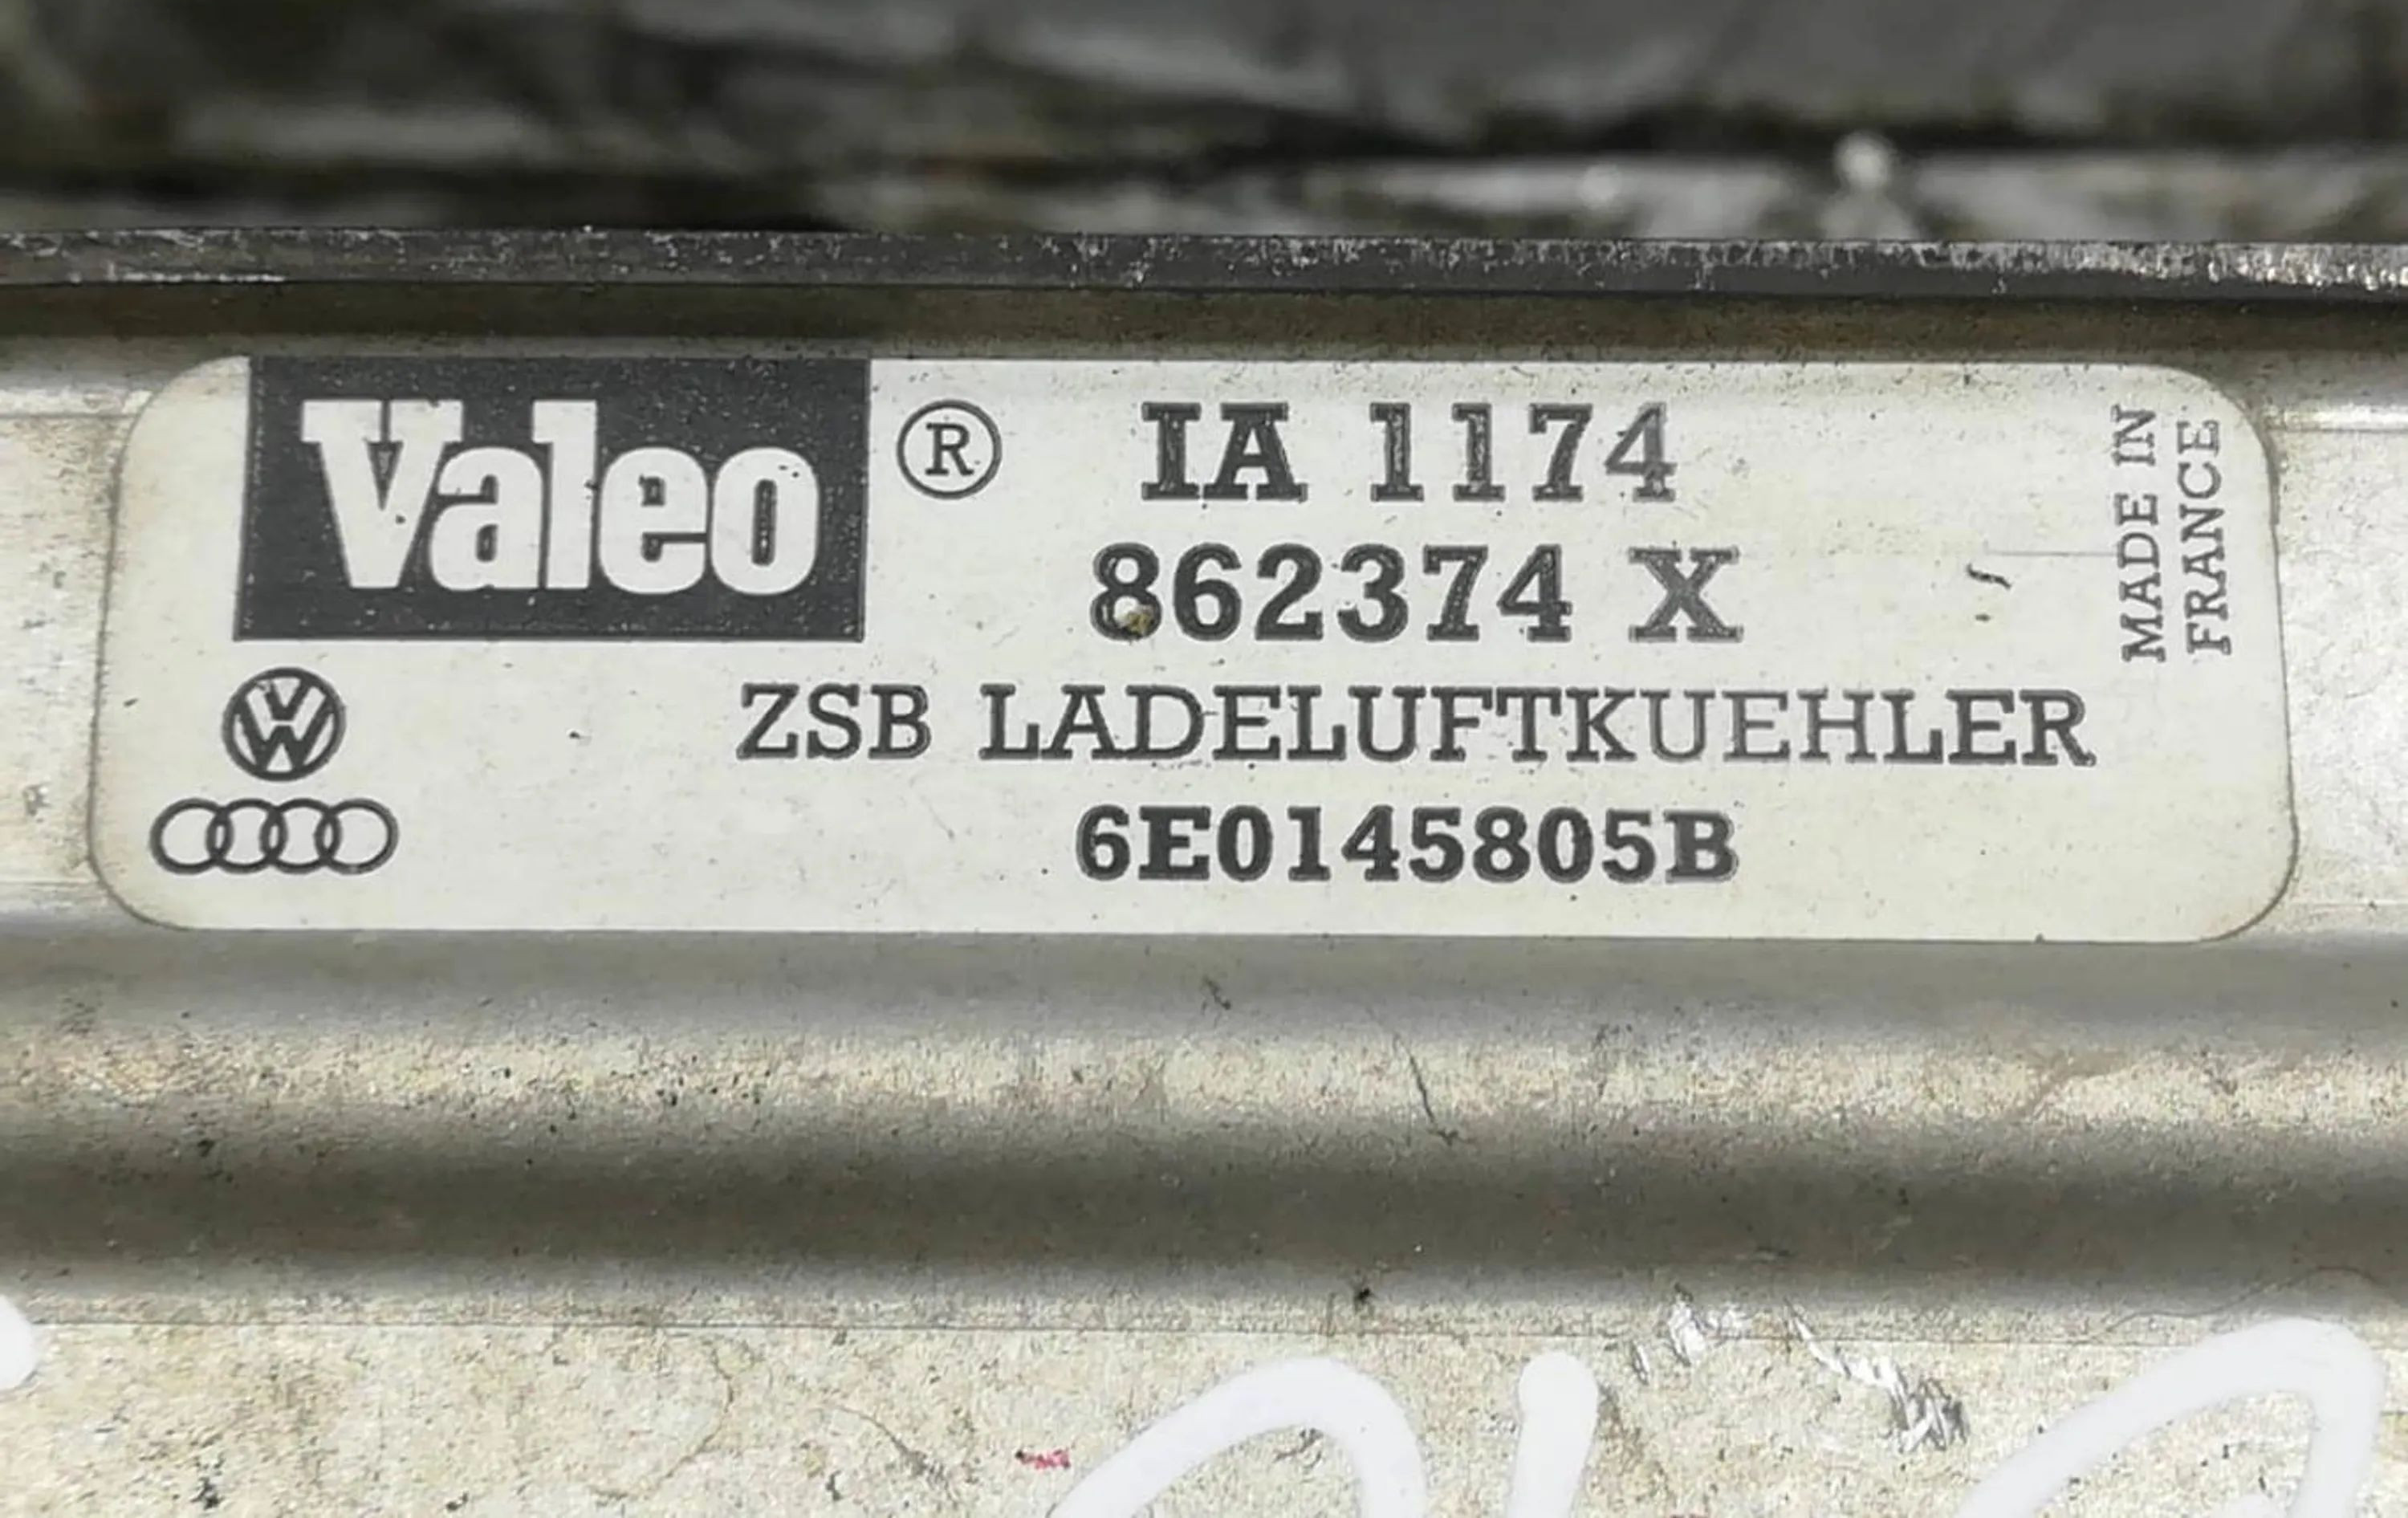 Valeo ® IA 1174
862374 X
ZSB LADELUFTKUEHLER
6E0145805B
MADE IN
FRANCE